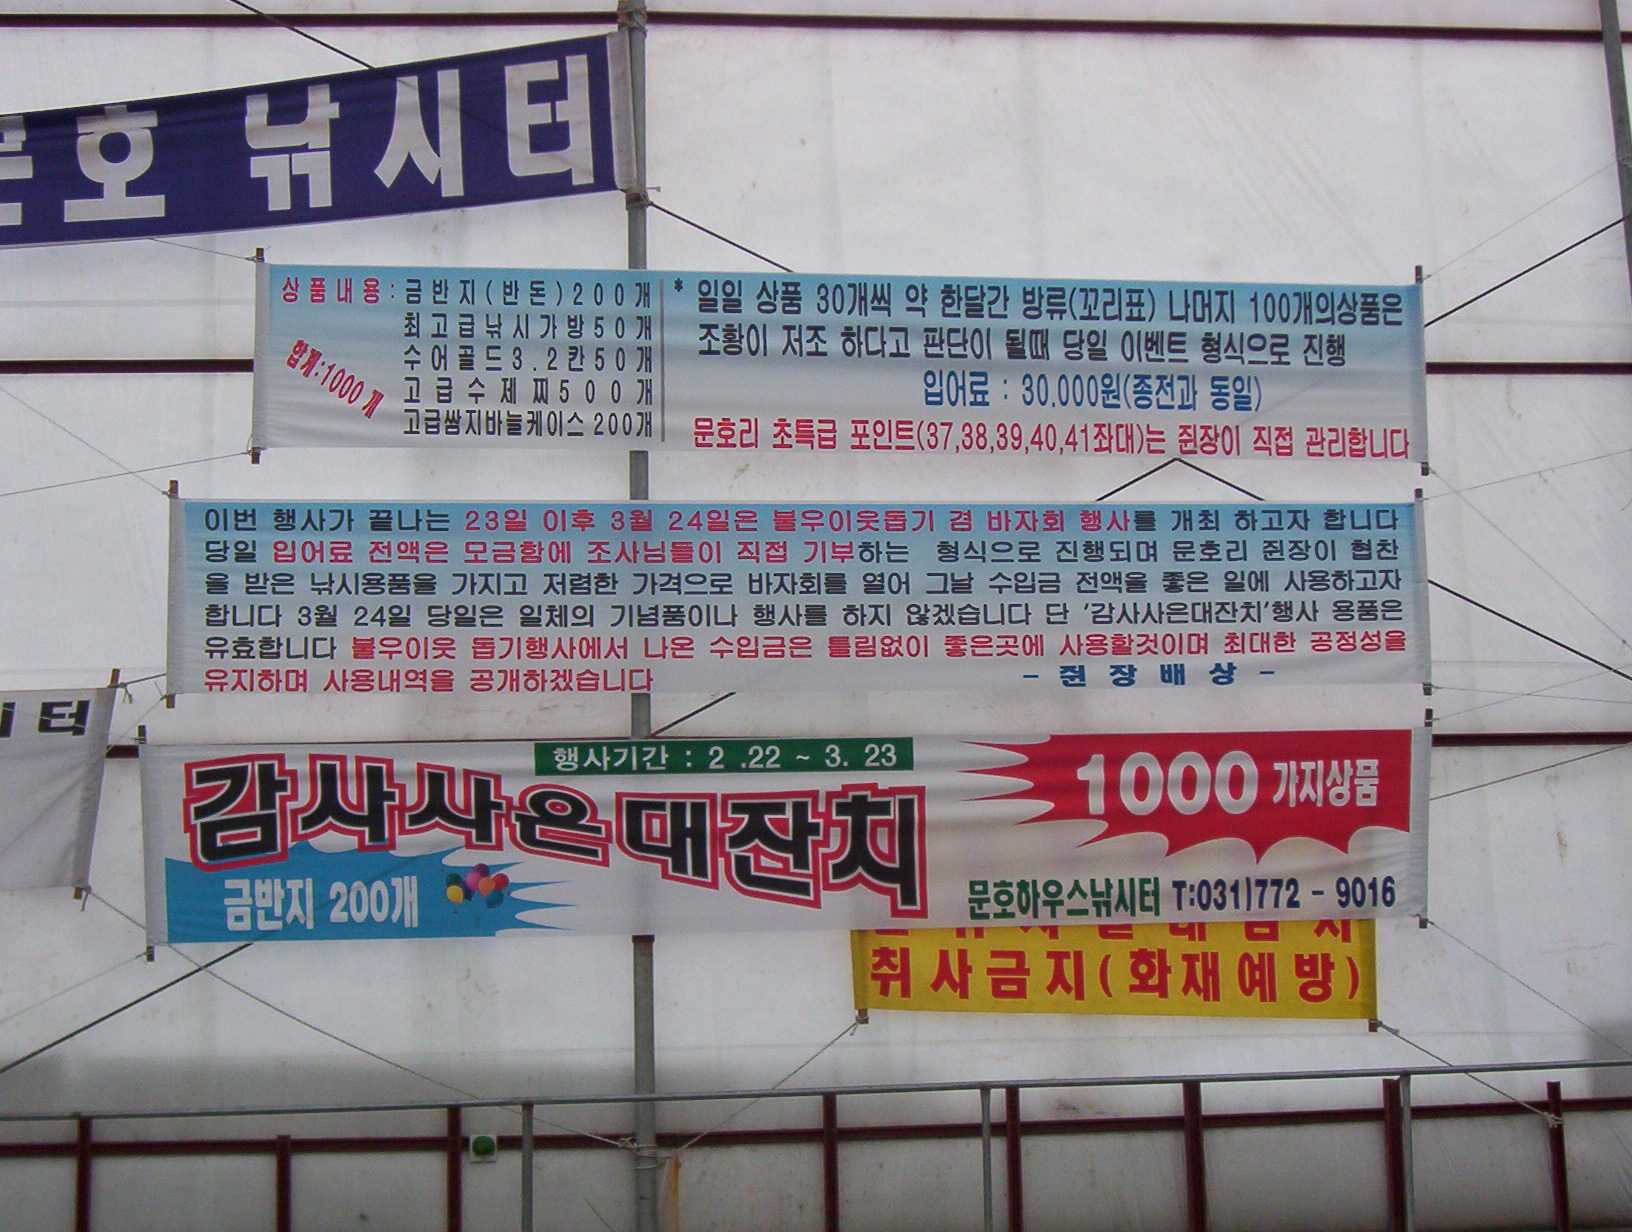 호 낚시터
상품내용: 금반지(반돈)200개
최고급낚시가방50개
수어골드3.2칸50개
고급수제찌500개
고급쌈지바늘케이스 200개
합계:1000개
* 일일 상품 30개씩 약 한달간 방류(꼬리표) 나머지 100개의상품은
조황이 저조 하다고 판단이 될때 당일 이벤트 형식으로 진행
입어료 : 30.000원(종전과 동일)
문호리 초특급 포인트(37,38,39,40,41좌대)는 쥔장이 직접 관리합니다
이번 행사가 끝나는 23일 이후 3월 24일은 불우이웃돕기 겸 바자회 행사를 개최 하고자 합니다
당일 입어료 전액은 모금함에 조사님들이 직접 기부하는 형식으로 진행되며 문호리 쥔장이 협찬
을 받은 낚시용품을 가지고 저렴한 가격으로 바자회를 열어 그날 수입금 전액을 좋은 일에 사용하고자
합니다 3월 24일 당일은 일체의 기념품이나 행사를 하지 않겠습니다 단 '감사사은대잔치'행사 용품은
유효합니다 불우이웃 돕기행사에서 나온 수입금은 틀림없이 좋은곳에 사용할것이며 최대한 공정성을
유지하며 사용내역을 공개하겠습니다
- 쥔 장 배 상 -
시터
행사기간 : 2 .22 ~ 3. 23
감사사은대잔치
1000 가지상품
금반지 200개
문호하우스낚시터 T:031)772 - 9016
취사금지(화재예방)